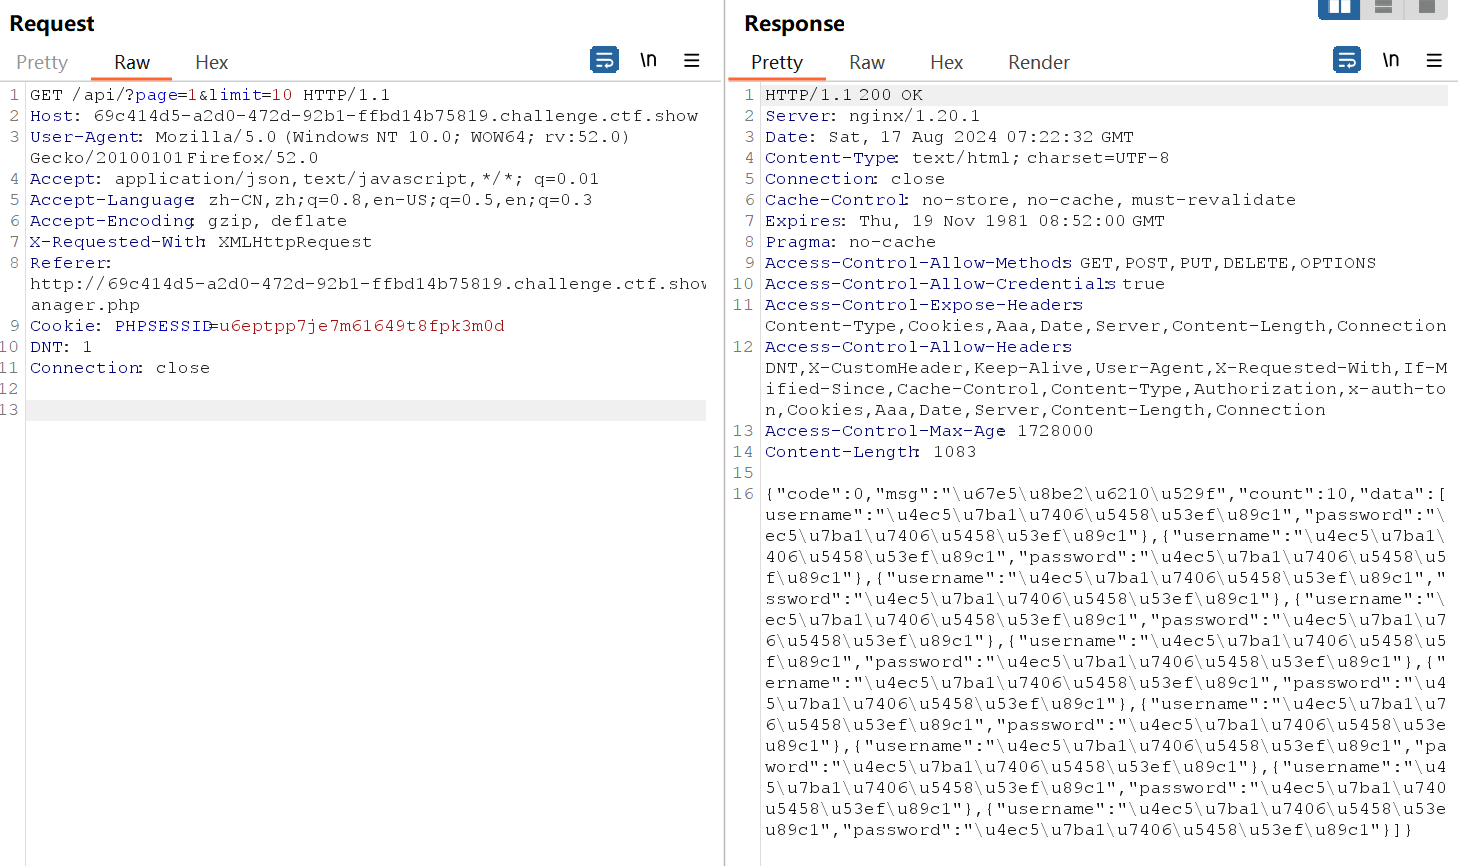 Request
Pretty Raw Hex \n
1 GET /api/?page=1&limit=10 HTTP/1.1
2 Host: 69c414d5-a2d0-472d-92b1-ffbd14b75819.challenge.ctf.show
3 User-Agent: Mozilla/5.0 (Windows NT 10.0; WOW64; rv:52.0)
Gecko/20100101 Firefox/52.0
4 Accept: application/json,text/javascript,*/*; q=0.01
5 Accept-Language: zh-CN,zh;q=0.8,en-US;q=0.5,en;q=0.3
6 Accept-Encoding: gzip, deflate
7 X-Requested-With: XMLHttpRequest
8 Referer:
http://69c414d5-a2d0-472d-92b1-ffbd14b75819.challenge.ctf.show
anager.php
9 Cookie: PHPSESSID=u6eptpp7je7m61649t8fpk3m0d
10 DNT: 1
11 Connection: close
12
13
Response
Pretty Raw Hex Render \n
1 HTTP/1.1 200 OK
2 Server: nginx/1.20.1
3 Date: Sat, 17 Aug 2024 07:22:32 GMT
4 Content-Type: text/html; charset=UTF-8
5 Connection: close
6 Cache-Control: no-store, no-cache, must-revalidate
7 Expires: Thu, 19 Nov 1981 08:52:00 GMT
8 Pragma: no-cache
9 Access-Control-Allow-Methods: GET,POST,PUT,DELETE,OPTIONS
10 Access-Control-Allow-Credentials: true
11 Access-Control-Expose-Headers:
Content-Type,Cookies,Aaa,Date,Server,Content-Length,Connection
12 Access-Control-Allow-Headers:
DNT,X-CustomHeader,Keep-Alive,User-Agent,X-Requested-With,If-M
ified-Since,Cache-Control,Content-Type,Authorization,x-auth-to
n,Cookies,Aaa,Date,Server,Content-Length,Connection
13 Access-Control-Max-Age: 1728000
14 Content-Length: 1083
15
16 {"code":0,"msg":"\u67e5\u8be2\u6210\u529f","count":10,"data":[
username":"\u4ec5\u7ba1\u7406\u5458\u53ef\u89c1","password":"\
ec5\u7ba1\u7406\u5458\u53ef\u89c1"},{"username":"\u4ec5\u7ba1\
406\u5458\u53ef\u89c1","password":"\u4ec5\u7ba1\u7406\u5458\u5
f\u89c1"},{"username":"\u4ec5\u7ba1\u7406\u5458\u53ef\u89c1","
ssword":"\u4ec5\u7ba1\u7406\u5458\u53ef\u89c1"},{"username":"\
ec5\u7ba1\u7406\u5458\u53ef\u89c1","password":"\u4ec5\u7ba1\u7
6\u5458\u53ef\u89c1"},{"username":"\u4ec5\u7ba1\u7406\u5458\u5
f\u89c1","password":"\u4ec5\u7ba1\u7406\u5458\u53ef\u89c1"},{"
ername":"\u4ec5\u7ba1\u7406\u5458\u53ef\u89c1","password":"\u4
5\u7ba1\u7406\u5458\u53ef\u89c1"},{"username":"\u4ec5\u7ba1\u7
6\u5458\u53ef\u89c1","password":"\u4ec5\u7ba1\u7406\u5458\u53e
u89c1"},{"username":"\u4ec5\u7ba1\u7406\u5458\u53ef\u89c1","pa
word":"\u4ec5\u7ba1\u7406\u5458\u53ef\u89c1"},{"username":"\u4
5\u7ba1\u7406\u5458\u53ef\u89c1","password":"\u4ec5\u7ba1\u740
u5458\u53ef\u89c1"},{"username":"\u4ec5\u7ba1\u7406\u5458\u53e
u89c1","password":"\u4ec5\u7ba1\u7406\u5458\u53ef\u89c1"}]}